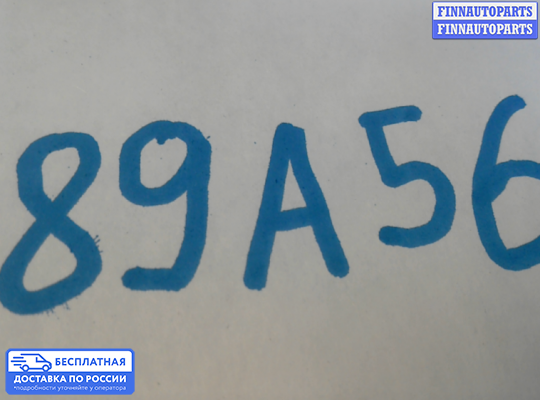 FINNAUTOPARTS
FINNAUTOPARTS
89A56
БЕСПЛАТНАЯ
ДОСТАВКА ПО РОССИИ
*подробности уточняйте у оператора